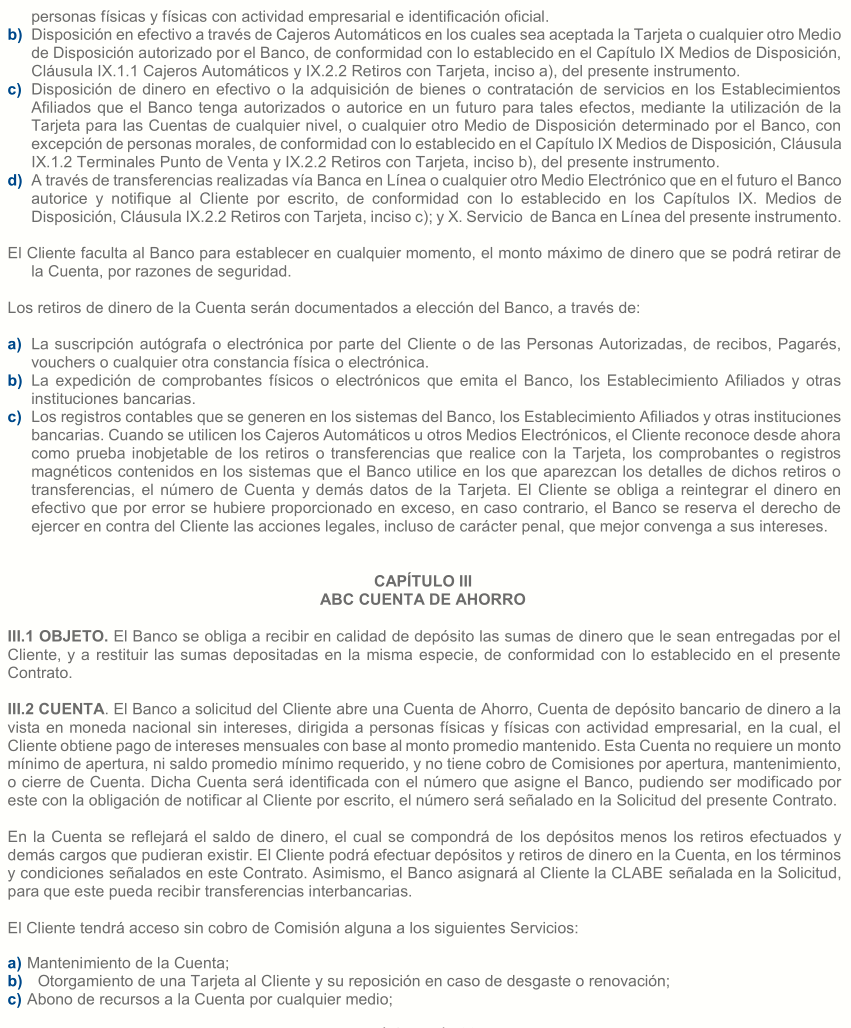 personas físicas y físicas con actividad empresarial e identificación oficial.
b) Disposición en efectivo a través de Cajeros Automáticos en los cuales sea aceptada la Tarjeta o cualquier otro Medio
de Disposición autorizado por el Banco, de conformidad con lo establecido en el Capítulo IX Medios de Disposición,
Cláusula IX.1.1 Cajeros Automáticos y IX.2.2 Retiros con Tarjeta, inciso a), del presente instrumento.
c) Disposición de dinero en efectivo o la adquisición de bienes o contratación de servicios en los Establecimientos
Afiliados que el Banco tenga autorizados o autorice en un futuro para tales efectos, mediante la utilización de la
Tarjeta para las Cuentas de cualquier nivel, o cualquier otro Medio de Disposición determinado por el Banco, con
excepción de personas morales, de conformidad con lo establecido en el Capítulo IX Medios de Disposición, Cláusula
IX.1.2 Terminales Punto de Venta y IX.2.2 Retiros con Tarjeta, inciso b), del presente instrumento.
d) A través de transferencias realizadas vía Banca en Línea o cualquier otro Medio Electrónico que en el futuro el Banco
autorice y notifique al Cliente por escrito, de conformidad con lo establecido en los Capítulos IX. Medios de
Disposición, Cláusula IX.2.2 Retiros con Tarjeta, inciso c); y X. Servicio de Banca en Línea del presente instrumento.
El Cliente faculta al Banco para establecer en cualquier momento, el monto máximo de dinero que se podrá retirar de
la Cuenta, por razones de seguridad.
Los retiros de dinero de la Cuenta serán documentados a elección del Banco, a través de:
a) La suscripción autógrafa o electrónica por parte del Cliente o de las Personas Autorizadas, de recibos, Pagarés,
vouchers o cualquier otra constancia física o electrónica.
b) La expedición de comprobantes físicos o electrónicos que emita el Banco, los Establecimiento Afiliados y otras
instituciones bancarias.
c) Los registros contables que se generen en los sistemas del Banco, los Establecimiento Afiliados y otras instituciones
bancarias. Cuando se utilicen los Cajeros Automáticos u otros Medios Electrónicos, el Cliente reconoce desde ahora
como prueba inobjetable de los retiros o transferencias que realice con la Tarjeta, los comprobantes o registros
magnéticos contenidos en los sistemas que el Banco utilice en los que aparezcan los detalles de dichos retiros o
transferencias, el número de Cuenta y demás datos de la Tarjeta. El Cliente se obliga a reintegrar el dinero en
efectivo que por error se hubiere proporcionado en exceso, en caso contrario, el Banco se reserva el derecho de
ejercer en contra del Cliente las acciones legales, incluso de carácter penal, que mejor convenga a sus intereses.
CAPÍTULO III
ABC CUENTA DE AHORRO
III.1 OBJETO. El Banco se obliga a recibir en calidad de depósito las sumas de dinero que le sean entregadas por el
Cliente, y a restituir las sumas depositadas en la misma especie, de conformidad con lo establecido en el presente
Contrato.
III.2 CUENTA. El Banco a solicitud del Cliente abre una Cuenta de Ahorro, Cuenta de depósito bancario de dinero a la
vista en moneda nacional sin intereses, dirigida a personas físicas y físicas con actividad empresarial, en la cual, el
Cliente obtiene pago de intereses mensuales con base al monto promedio mantenido. Esta Cuenta no requiere un monto
mínimo de apertura, ni saldo promedio mínimo requerido, y no tiene cobro de Comisiones por apertura, mantenimiento,
o cierre de Cuenta. Dicha Cuenta será identificada con el número que asigne el Banco, pudiendo ser modificado por
este con la obligación de notificar al Cliente por escrito, el número será señalado en la Solicitud del presente Contrato.
En la Cuenta se reflejará el saldo de dinero, el cual se compondrá de los depósitos menos los retiros efectuados y
demás cargos que pudieran existir. El Cliente podrá efectuar depósitos y retiros de dinero en la Cuenta, en los términos
y condiciones señalados en este Contrato. Asimismo, el Banco asignará al Cliente la CLABE señalada en la Solicitud,
para que este pueda recibir transferencias interbancarias.
El Cliente tendrá acceso sin cobro de Comisión alguna a los siguientes Servicios:
a) Mantenimiento de la Cuenta;
b) Otorgamiento de una Tarjeta al Cliente y su reposición en caso de desgaste o renovación;
c) Abono de recursos a la Cuenta por cualquier medio;